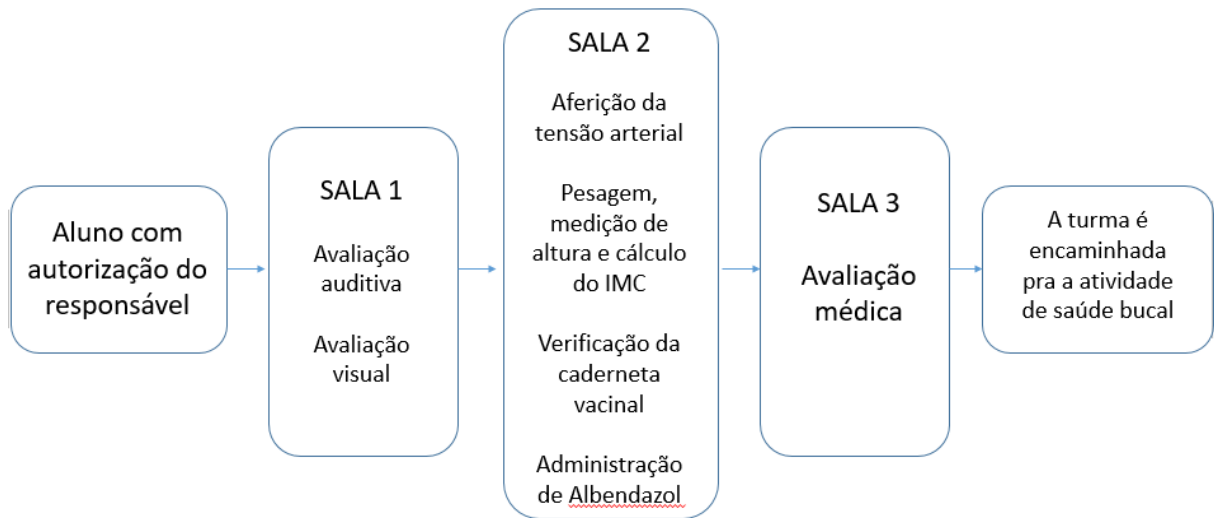 Aluno com
autorização do
responsável
SALA 1
Avaliação
auditiva
Avaliação
visual
SALA 2
Aferição da
tensão arterial
Pesagem,
medição de
altura e cálculo
do IMC
Verificação da
caderneta
vacinal
Administração
de Albendazol
SALA 3
Avaliação
médica
A turma é
encaminhada
pra a atividade
de saúde bucal